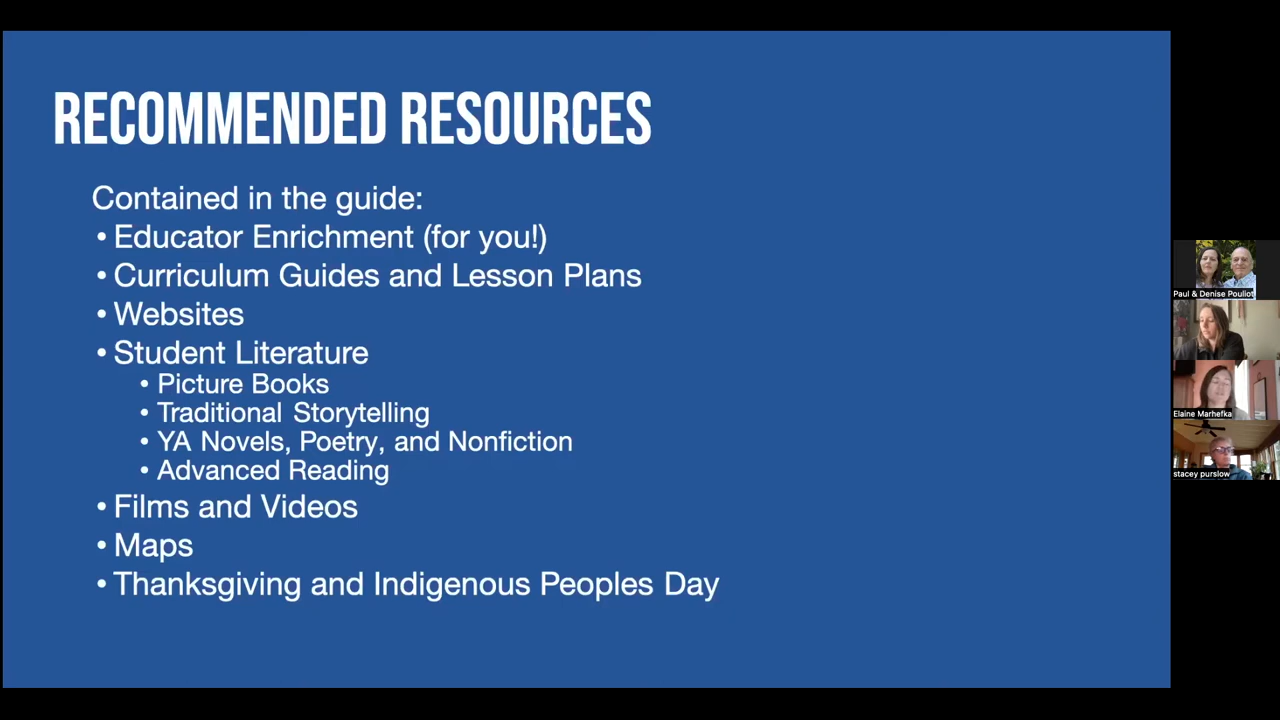 RECOMMENDED RESOURCES
Contained in the guide:
• Educator Enrichment (for you!)
• Curriculum Guides and Lesson Plans
• Websites
• Student Literature
• Picture Books
• Traditional Storytelling
• YA Novels, Poetry, and Nonfiction
• Advanced Reading
• Films and Videos
• Maps
• Thanksgiving and Indigenous Peoples Day
Paul & Denise Pouliot
Elaine Marhefka
stacey purslow